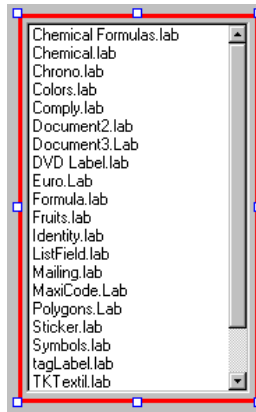 Chemical Formulas.lab
Chemical.lab
Chrono.lab
Colors.lab
Comply.lab
Document2.lab
Document3.Lab
DVD Label.lab
Euro.Lab
Formula.lab
Fruits.lab
Identity.lab
ListField.lab
Mailing.lab
MaxiCode.Lab
Polygons.Lab
Sticker.lab
Symbols.lab
tagLabel.lab
TKTextil.lab